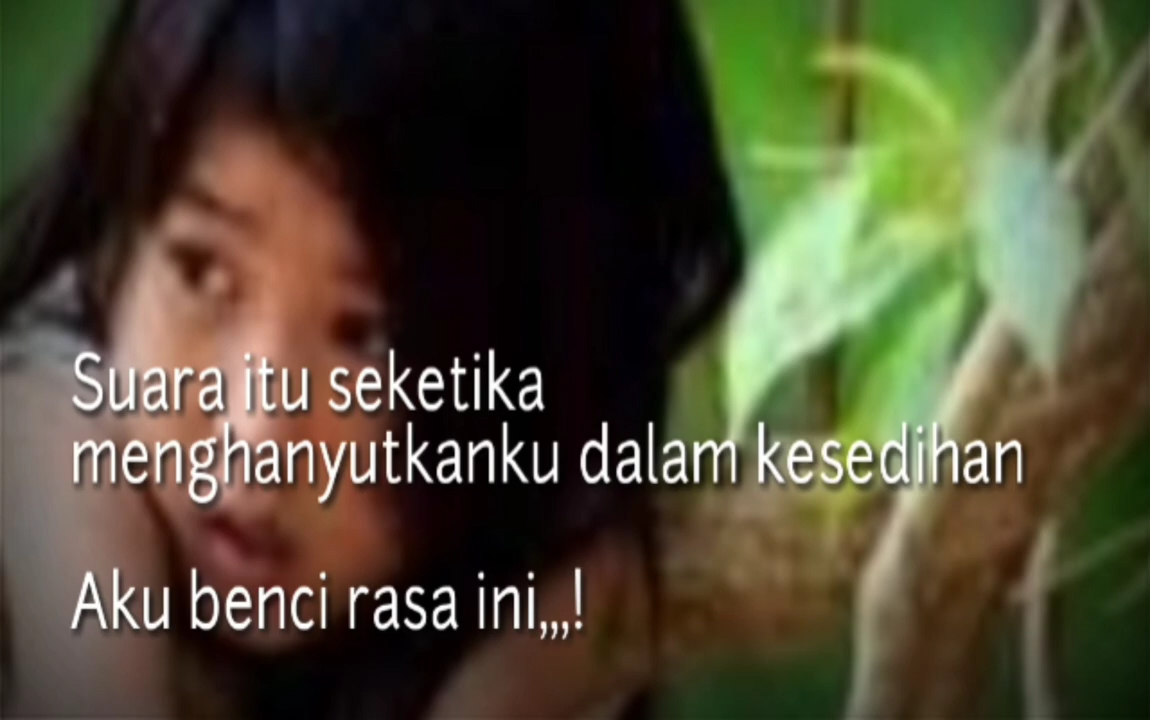 Suara itu seketika
menghanyutkanku dalam kesedihan
Aku benci rasa ini,,,!